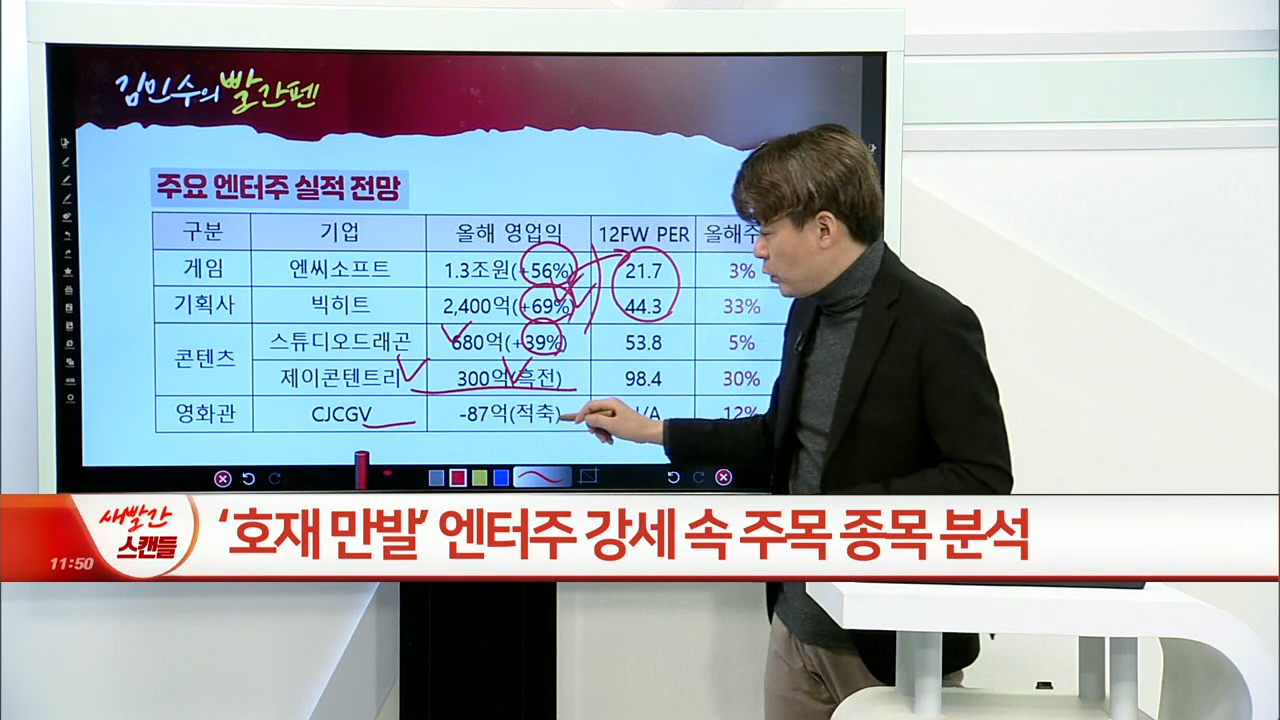 김민수의 빨간펜
주요 엔터주 실적 전망
구분 기업 올해 영업익 12FW PER 올해주
게임 엔씨소프트 1.3조원(+56%) 21.7 3%
기획사 빅히트 2,400억(+69%) 44.3 33%
콘텐츠 스튜디오드래곤 680억(+39%) 53.8 5%
제이콘텐트리 300억(흑전) 98.4 30%
영화관 CJCGV -87억(적축) /A 12%
새빨간 스캔들
11:50
‘호재 만발’ 엔터주 강세 속 주목 종목 분석